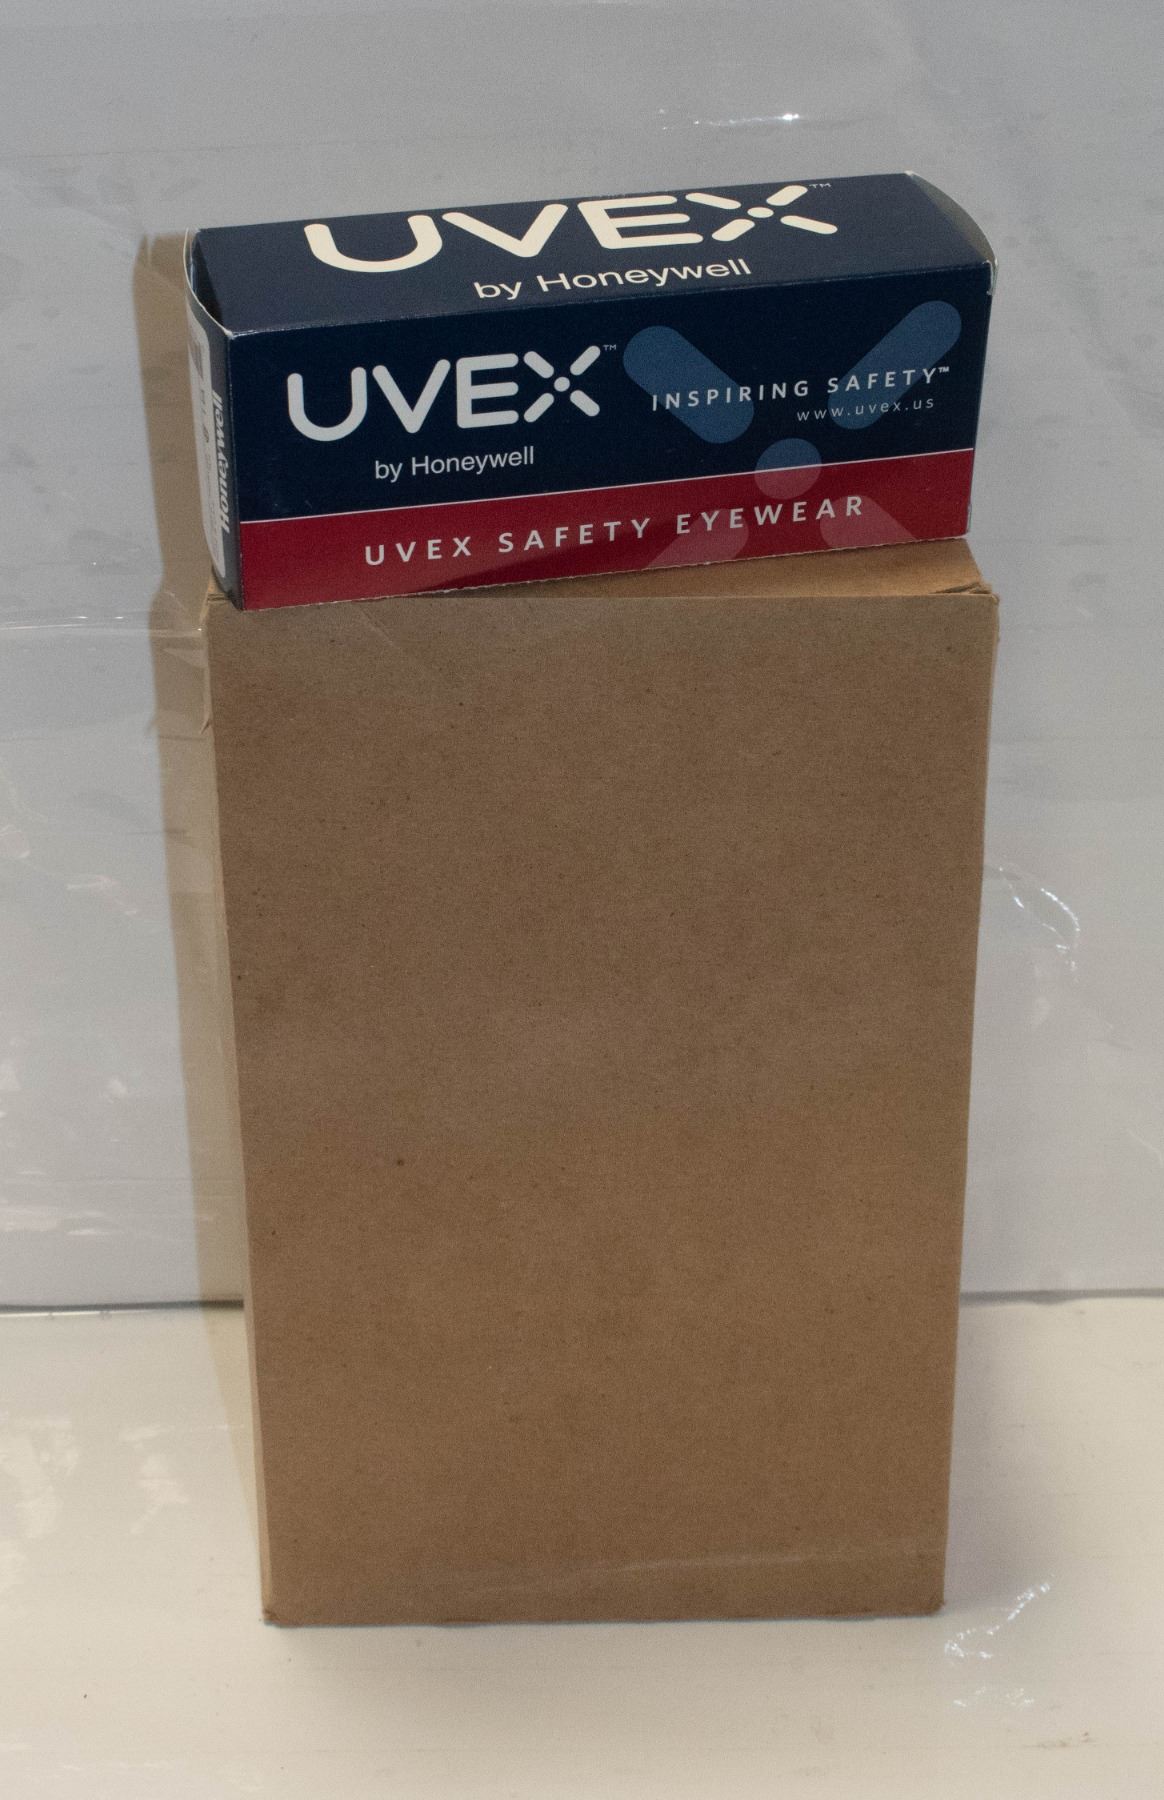 UVEX™
by Honeywell
UVEX™
by Honeywell
INSPIRING SAFETY™
www.uvex.us
UVEX SAFETY EYEWEAR
Honeywell